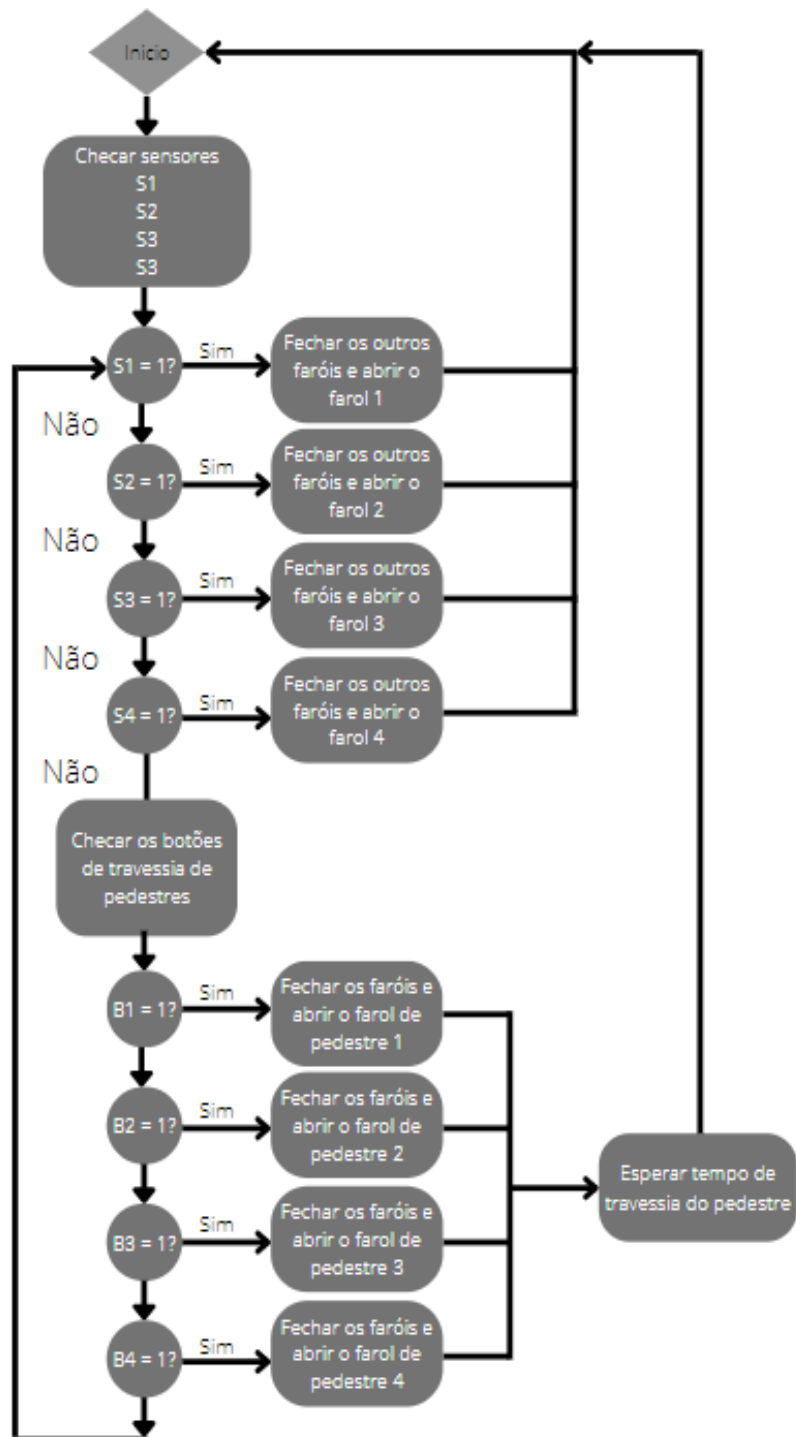 Inicio
Checar sensores
S1
S2
S3
S3
S1 = 1?
Sim
Fechar os outros
faróis e abrir o
farol 1
Não
S2 = 1?
Sim
Fechar os outros
faróis e abrir o
farol 2
Não
S3 = 1?
Sim
Fechar os outros
faróis e abrir o
farol 3
Não
S4 = 1?
Sim
Fechar os outros
faróis e abrir o
farol 4
Não
Checar os botões
de travessia de
pedestres
B1 = 1?
Sim
Fechar os faróis e
abrir o farol de
pedestre 1
B2 = 1?
Sim
Fechar os faróis e
abrir o farol de
pedestre 2
Esperar tempo de
travessia do pedestre
B3 = 1?
Sim
Fechar os faróis e
abrir o farol de
pedestre 3
B4 = 1?
Sim
Fechar os faróis e
abrir o farol de
pedestre 4